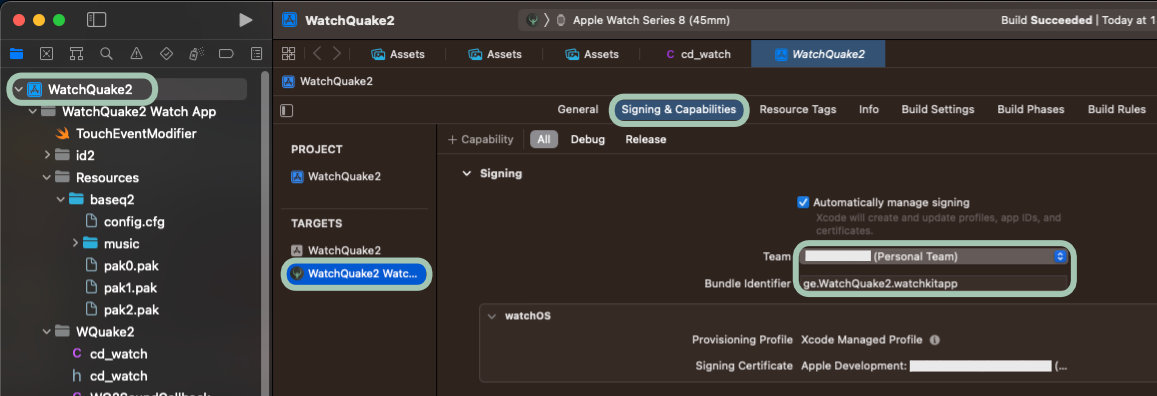 WatchQuake2
Apple Watch Series 8 (45mm)
Build Succeeded | Today at 1
Assets
Assets
Assets
C cd_watch
WatchQuake2
WatchQuake2
WatchQuake2
WatchQuake2 Watch App
TouchEventModifier
id2
Resources
baseq2
config.cfg
music
pak0.pak
pak1.pak
pak2.pak
WQuake2
C cd_watch
h cd_watch
C WQ2SoundCallback
General
Signing & Capabilities
Resource Tags
Info
Build Settings
Build Phases
Build Rules
+ Capability
All
Debug
Release
PROJECT
WatchQuake2
TARGETS
WatchQuake2
WatchQuake2 Watc...
Signing
Automatically manage signing
Xcode will create and update profiles, app IDs, and
certificates.
Team (Personal Team)
Bundle Identifier ge.WatchQuake2.watchkitapp
watchOS
Provisioning Profile Xcode Managed Profile
Signing Certificate Apple Development: (...